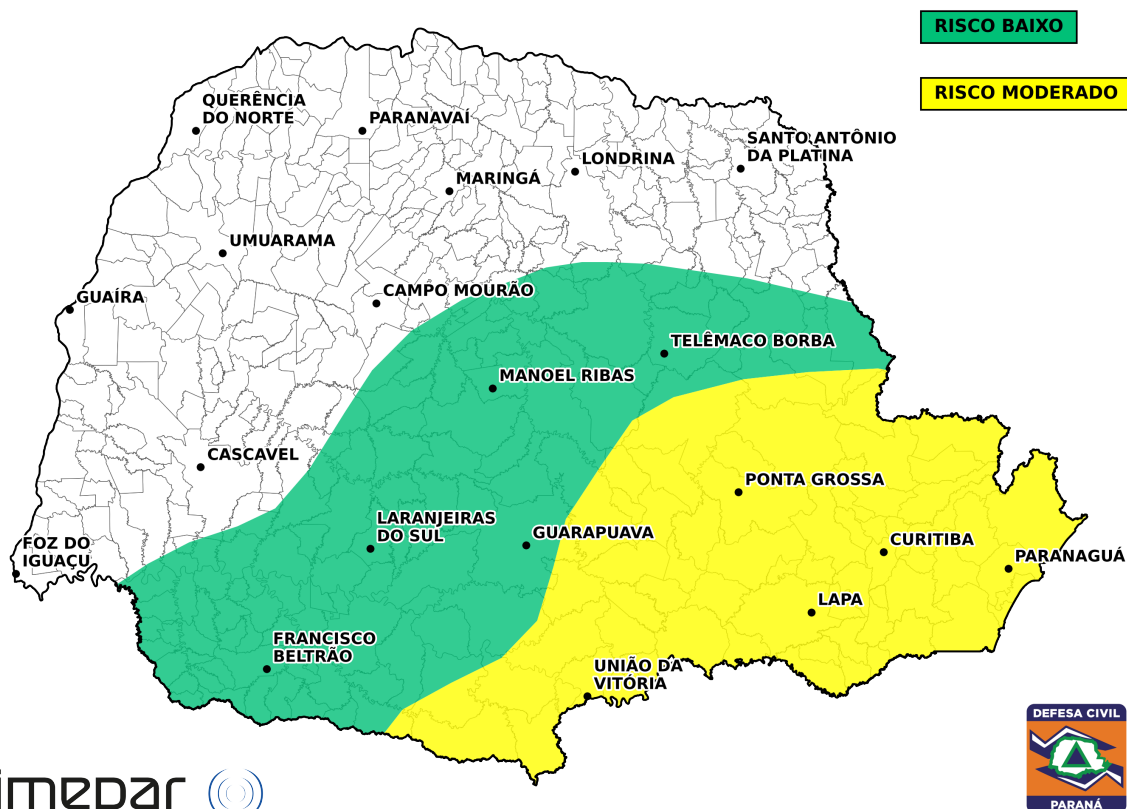 RISCO BAIXO
RISCO MODERADO
QUERÊNCIA
DO NORTE
PARANAVAÍ
SANTO ANTÔNIO
DA PLATINA
LONDRINA
MARINGÁ
UMUARAMA
CAMPO MOURÃO
GUAÍRA
TELÊMACO BORBA
MANOEL RIBAS
CASCAVEL
PONTA GROSSA
LARANJEIRAS
DO SUL
GUARAPUAVA
CURITIBA
FOZ DO
IGUAÇU
PARANAGUÁ
LAPA
FRANCISCO
BELTRÃO
UNIÃO DA
VITÓRIA
DEFESA CIVIL
PARANÁ